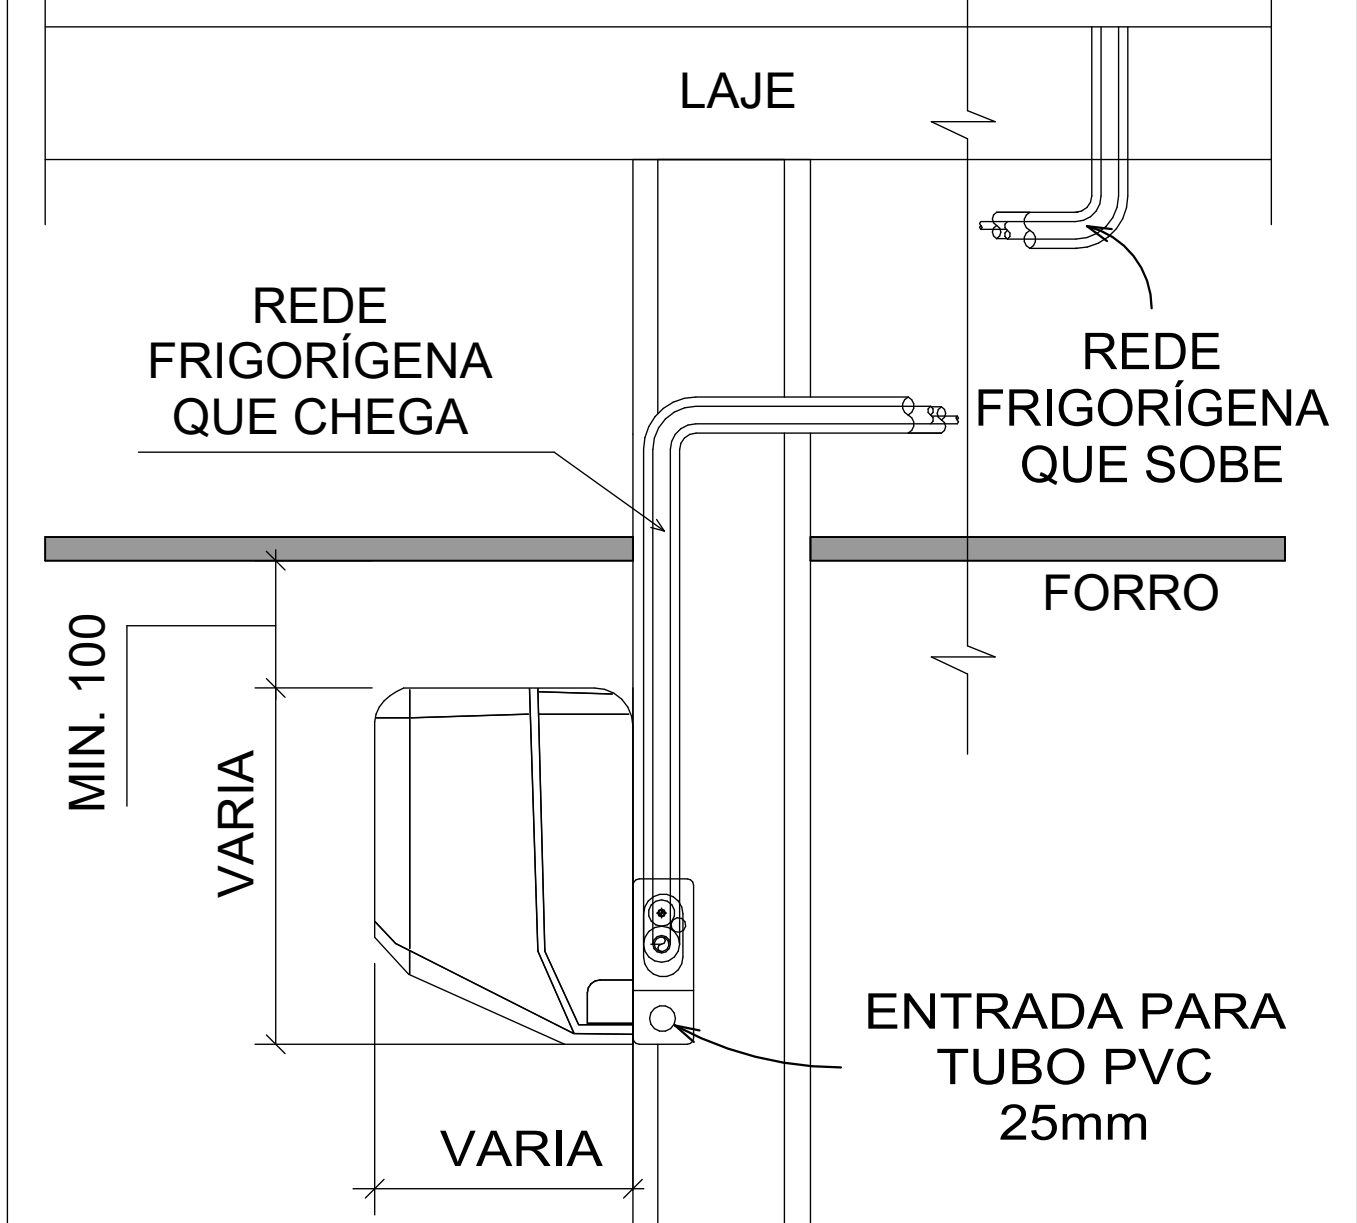 LAJE
REDE
FRIGORÍGENA
QUE CHEGA
REDE
FRIGORÍGENA
QUE SOBE
FORRO
MIN. 100
VARIA
ENTRADA PARA
TUBO PVC
25mm
VARIA